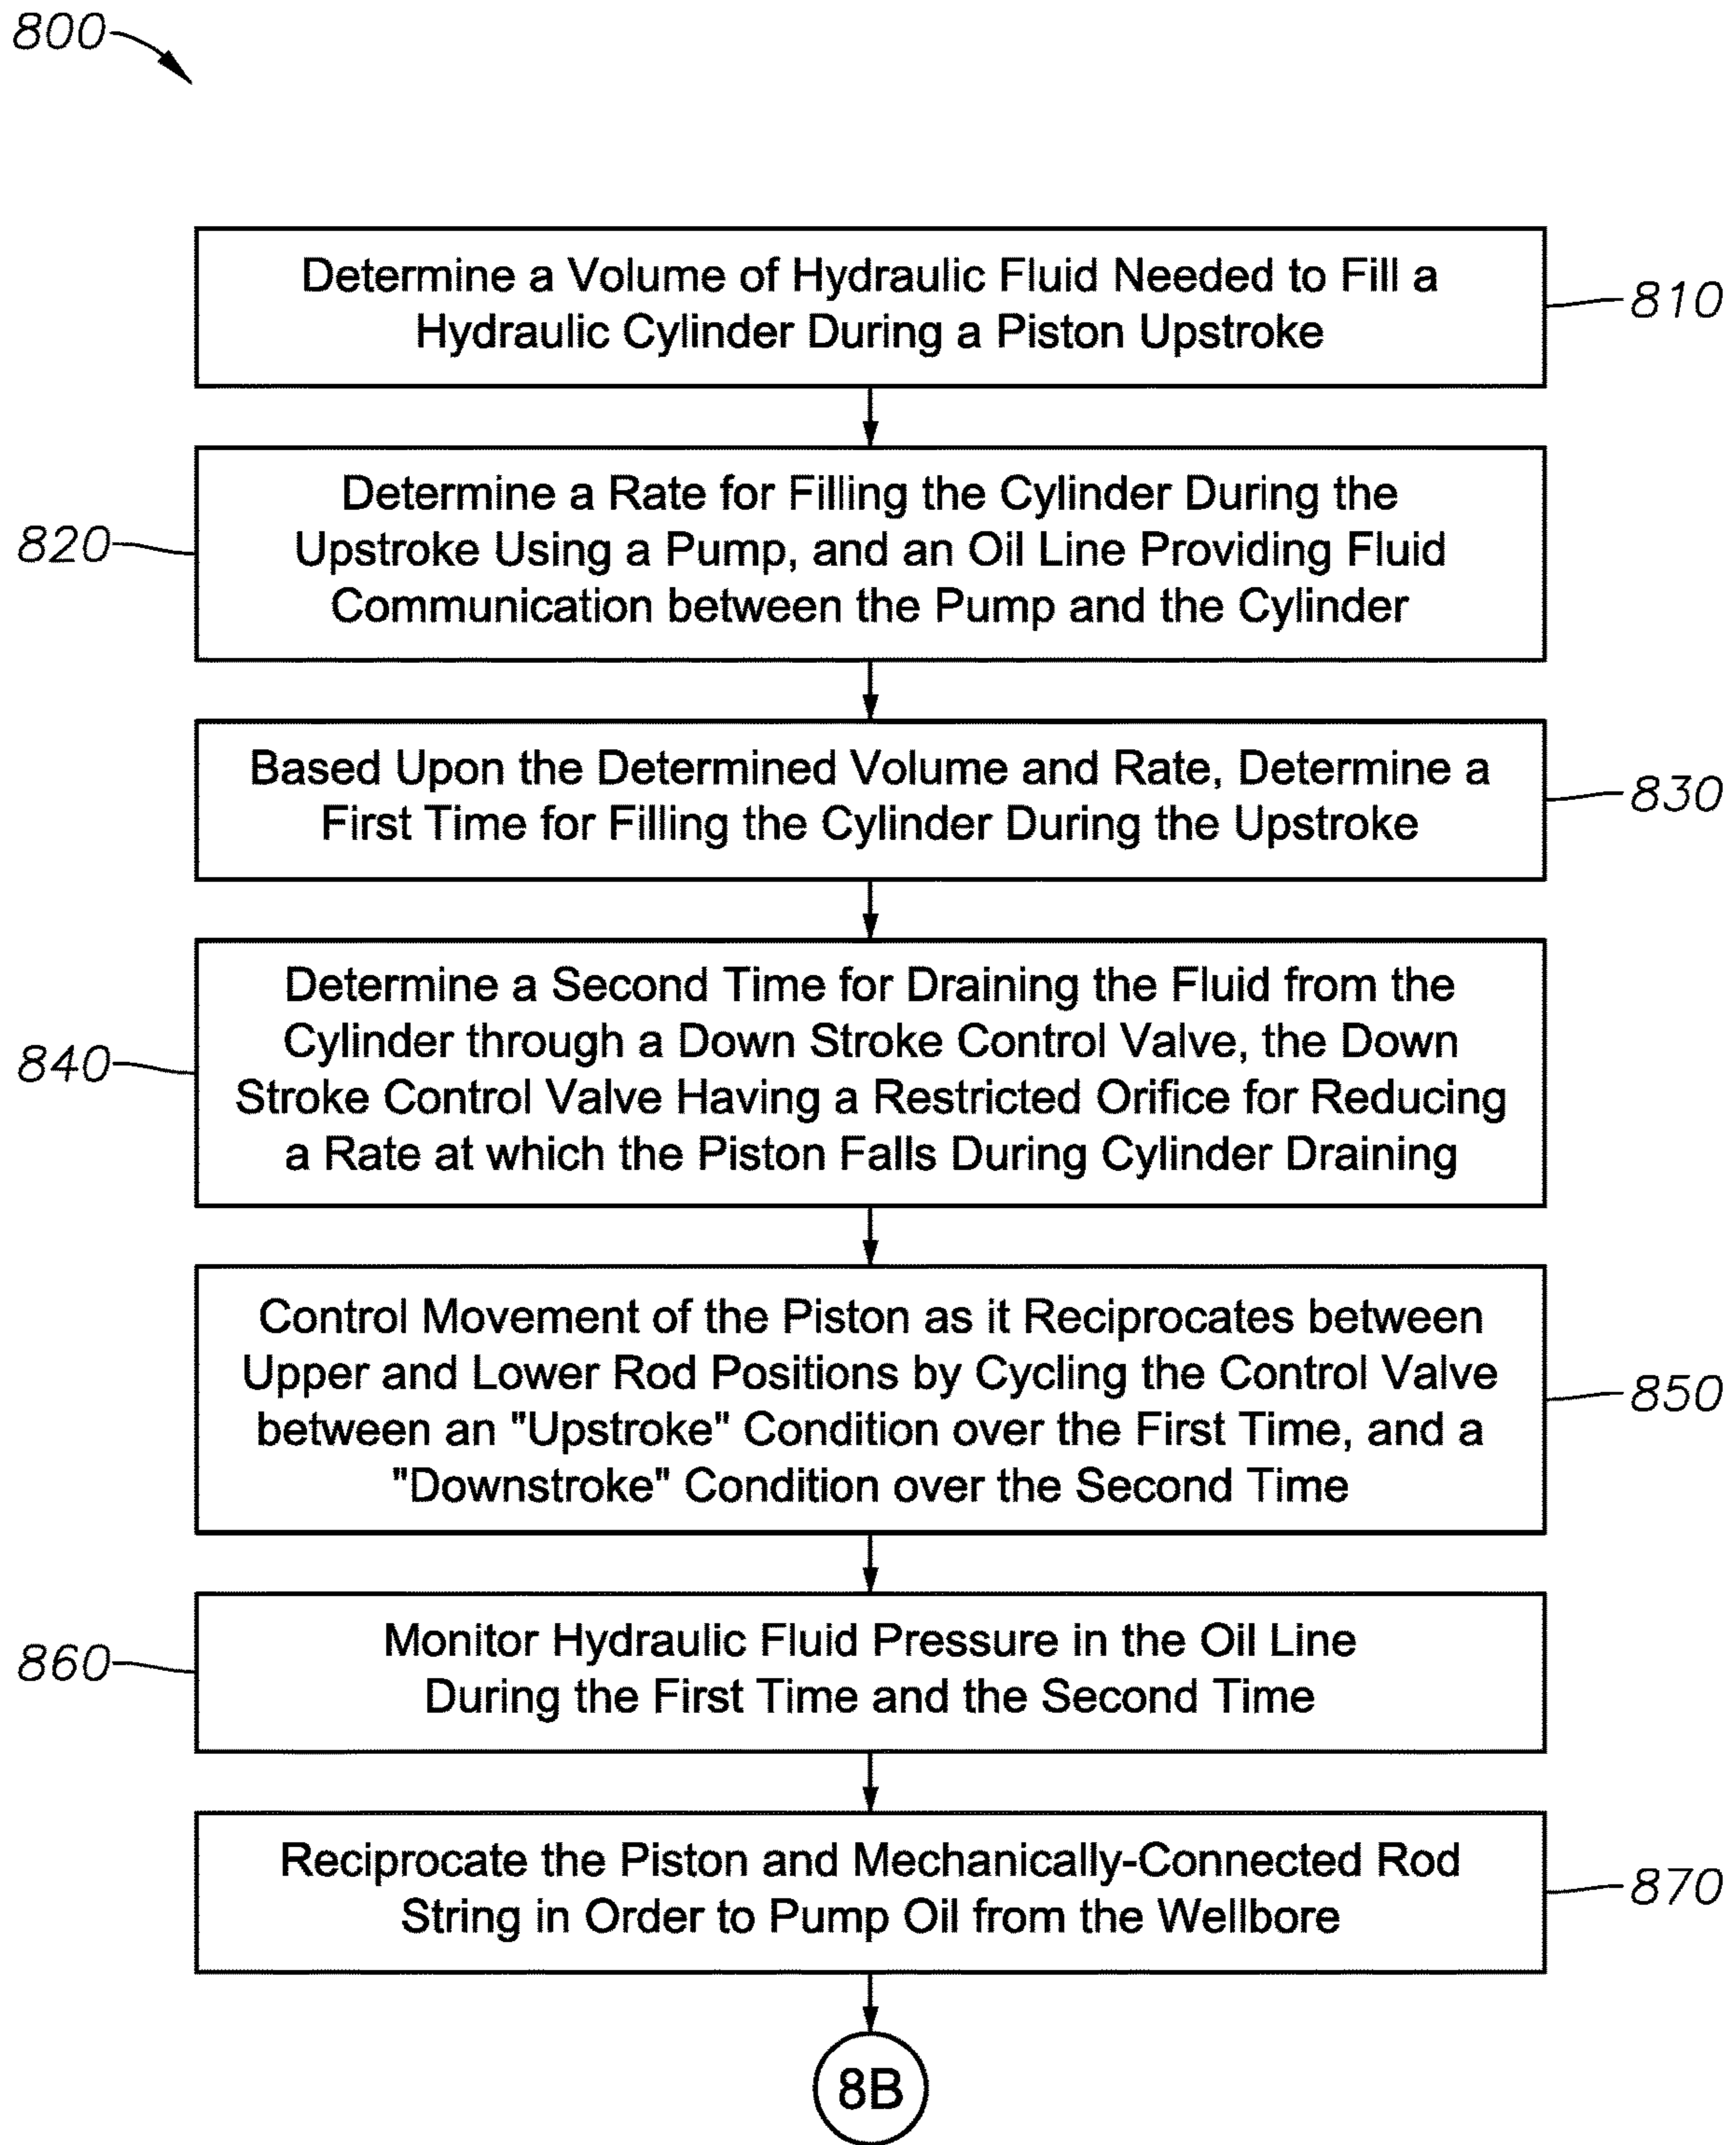 800
Determine a Volume of Hydraulic Fluid Needed to Fill a
Hydraulic Cylinder During a Piston Upstroke
810
Determine a Rate for Filling the Cylinder During the
Upstroke Using a Pump, and an Oil Line Providing Fluid
Communication between the Pump and the Cylinder
820
Based Upon the Determined Volume and Rate, Determine a
First Time for Filling the Cylinder During the Upstroke
830
Determine a Second Time for Draining the Fluid from the
Cylinder through a Down Stroke Control Valve, the Down
Stroke Control Valve Having a Restricted Orifice for Reducing
a Rate at which the Piston Falls During Cylinder Draining
840
Control Movement of the Piston as it Reciprocates between
Upper and Lower Rod Positions by Cycling the Control Valve
between an "Upstroke" Condition over the First Time, and a
"Downstroke" Condition over the Second Time
850
Monitor Hydraulic Fluid Pressure in the Oil Line
During the First Time and the Second Time
860
Reciprocate the Piston and Mechanically-Connected Rod
String in Order to Pump Oil from the Wellbore
870
8B